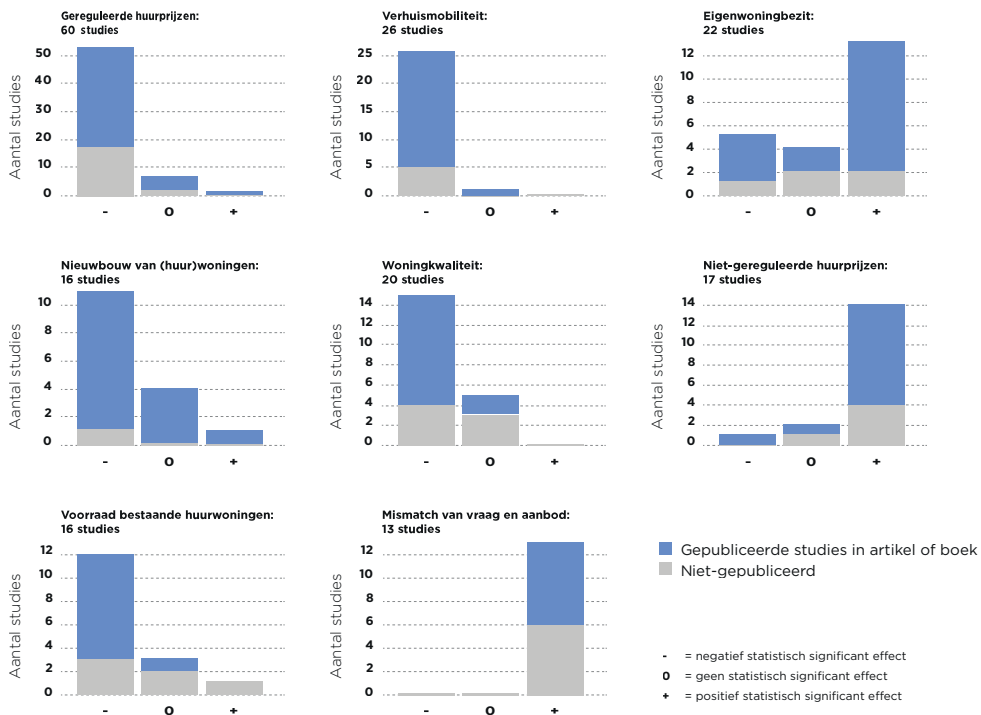 Gereguleerde huurprijzen:
60 studies
Aantal studies
50
40
30
20
10
0
-
0
+
Verhuismobiliteit:
26 studies
Aantal studies
25
20
15
10
5
0
-
0
+
Eigenwoningbezit:
22 studies
Aantal studies
12
10
8
6
4
2
0
-
0
+
Nieuwbouw van (huur)woningen:
16 studies
Aantal studies
10
8
6
4
2
0
-
0
+
Woningkwaliteit:
20 studies
Aantal studies
14
12
10
8
6
4
2
0
-
0
+
Niet-gereguleerde huurprijzen:
17 studies
Aantal studies
14
12
10
8
6
4
2
0
-
0
+
Voorraad bestaande huurwoningen:
16 studies
Aantal studies
12
10
8
6
4
2
0
-
0
+
Mismatch van vraag en aanbod:
13 studies
Aantal studies
12
10
8
6
4
2
0
-
0
+
Gepubliceerde studies in artikel of boek
Niet-gepubliceerd
- = negatief statistisch significant effect
0 = geen statistisch significant effect
+ = positief statistisch significant effect